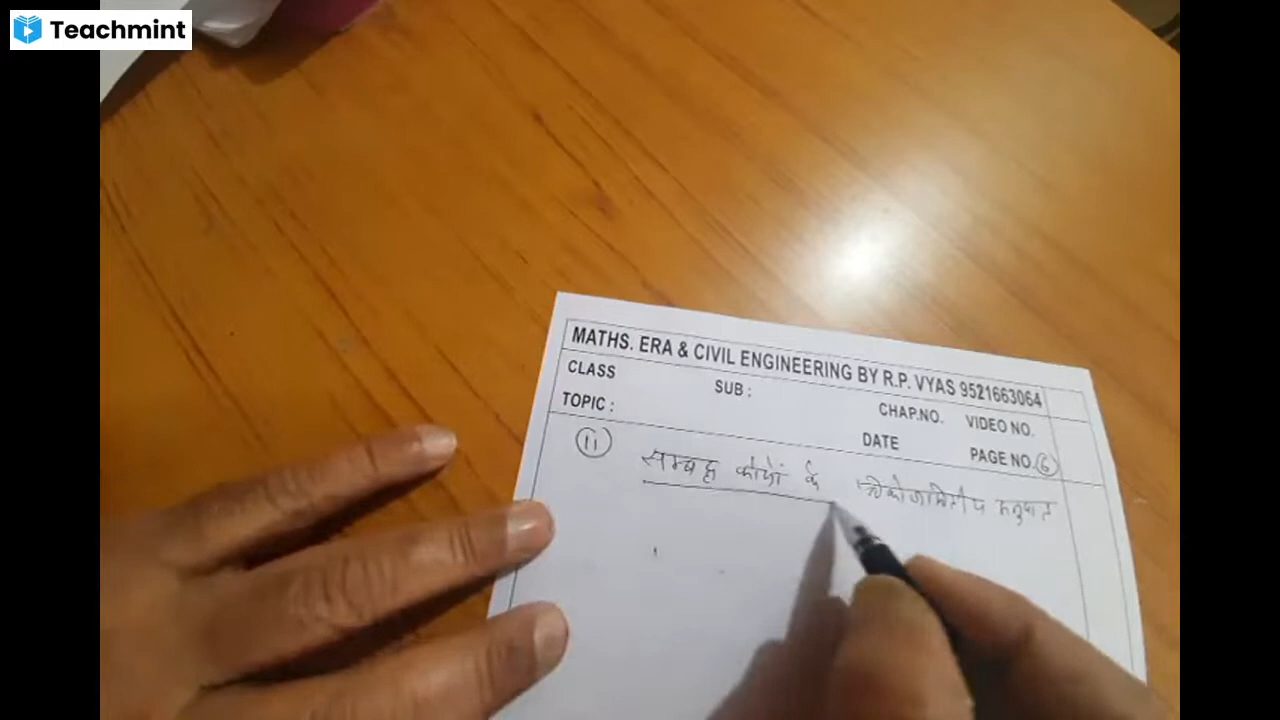 Teachmint
MATHS. ERA & CIVIL ENGINEERING BY R.P. VYAS 9521663064
CLASS SUB : CHAP.NO. VIDEO NO.
TOPIC : DATE PAGE NO. 6
11 सम्बद्ध कोणों के त्रिकोणमितीय अनुपात